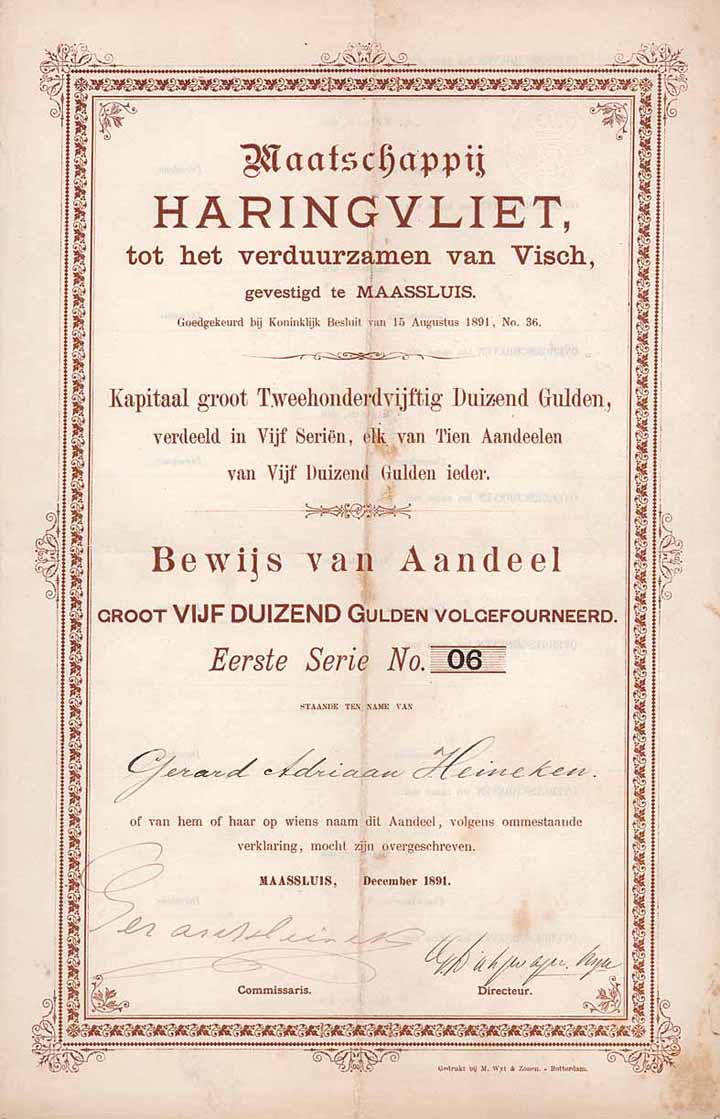 Maatschappij
HARINGVLIET,
tot het verduurzamen van Visch,
gevestigd te MAASSLUIS.
Goedgekeurd bij Koninklijk Besluit van 15 Augustus 1891, No. 36.
Kapitaal groot Tweehonderdvijftig Duizend Gulden,
verdeeld in Vijf Seriën, elk van Tien Aandeelen
van Vijf Duizend Gulden ieder.
Bewijs van Aandeel
GROOT VIJF DUIZEND GULDEN VOLGEFOURNEERD.
Eerste Serie No. 06
STAANDE TEN NAME VAN
Gerard Adriaan Heineken.
of van hem of haar op wiens naam dit Aandeel, volgens ommestaande
verklaring, mocht zijn overgeschreven.
MAASSLUIS, December 1891.
Commissaris. Directeur.
Gedrukt bij M. Wyt & Zonen. - Rotterdam.